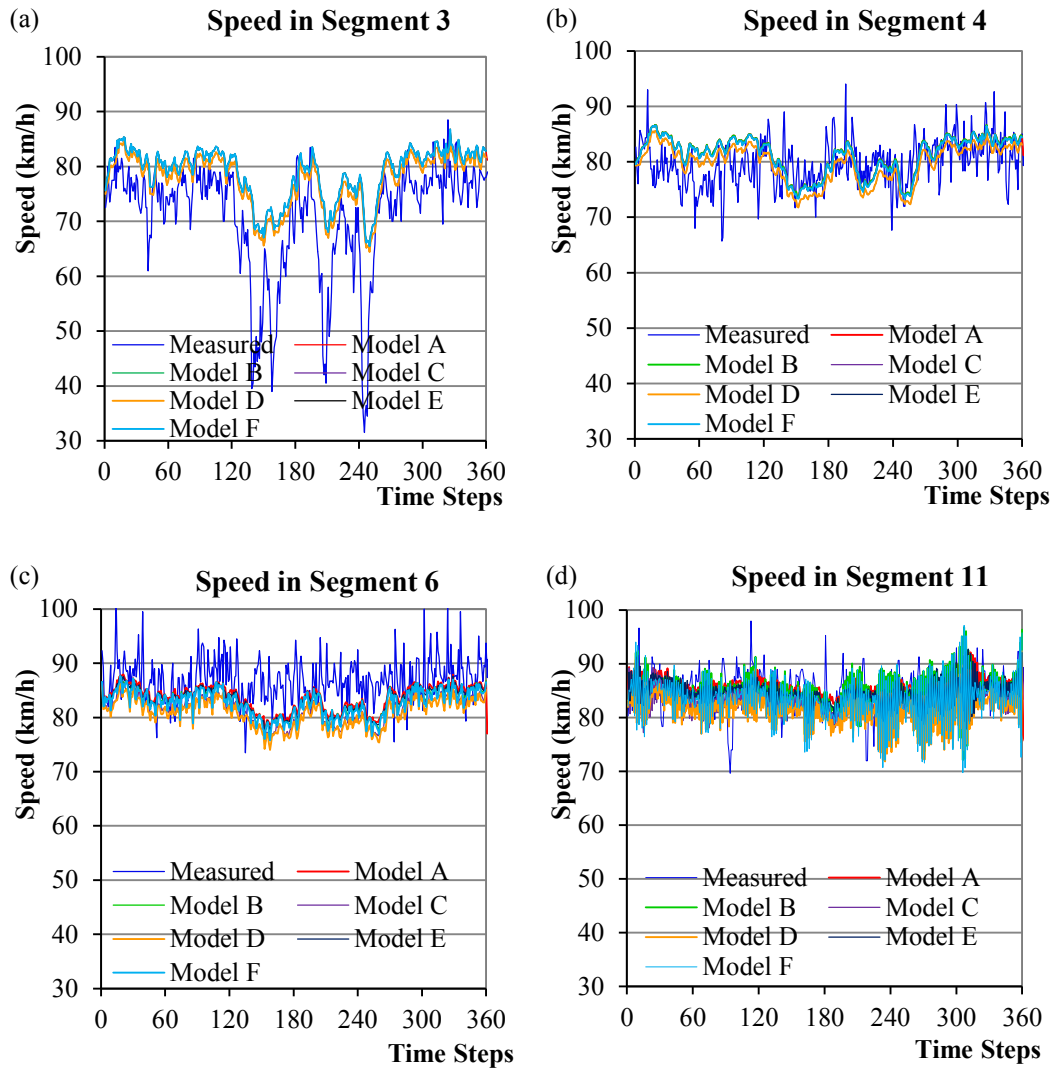 (a) Speed in Segment 3
100
90
80
70
60
50
40
30
Speed (km/h)
Measured Model A
Model B Model C
Model D Model E
Model F
0 60 120 180 240 300 360
Time Steps
(b) Speed in Segment 4
100
90
80
70
60
50
40
30
Speed (km/h)
Measured Model A
Model B Model C
Model D Model E
Model F
0 60 120 180 240 300 360
Time Steps
(c) Speed in Segment 6
100
90
80
70
60
50
40
30
Speed (km/h)
Measured Model A
Model B Model C
Model D Model E
Model F
0 60 120 180 240 300 360
Time Steps
(d) Speed in Segment 11
100
90
80
70
60
50
40
30
Speed (km/h)
Measured Model A
Model B Model C
Model D Model E
Model F
0 60 120 180 240 300 360
Time Steps